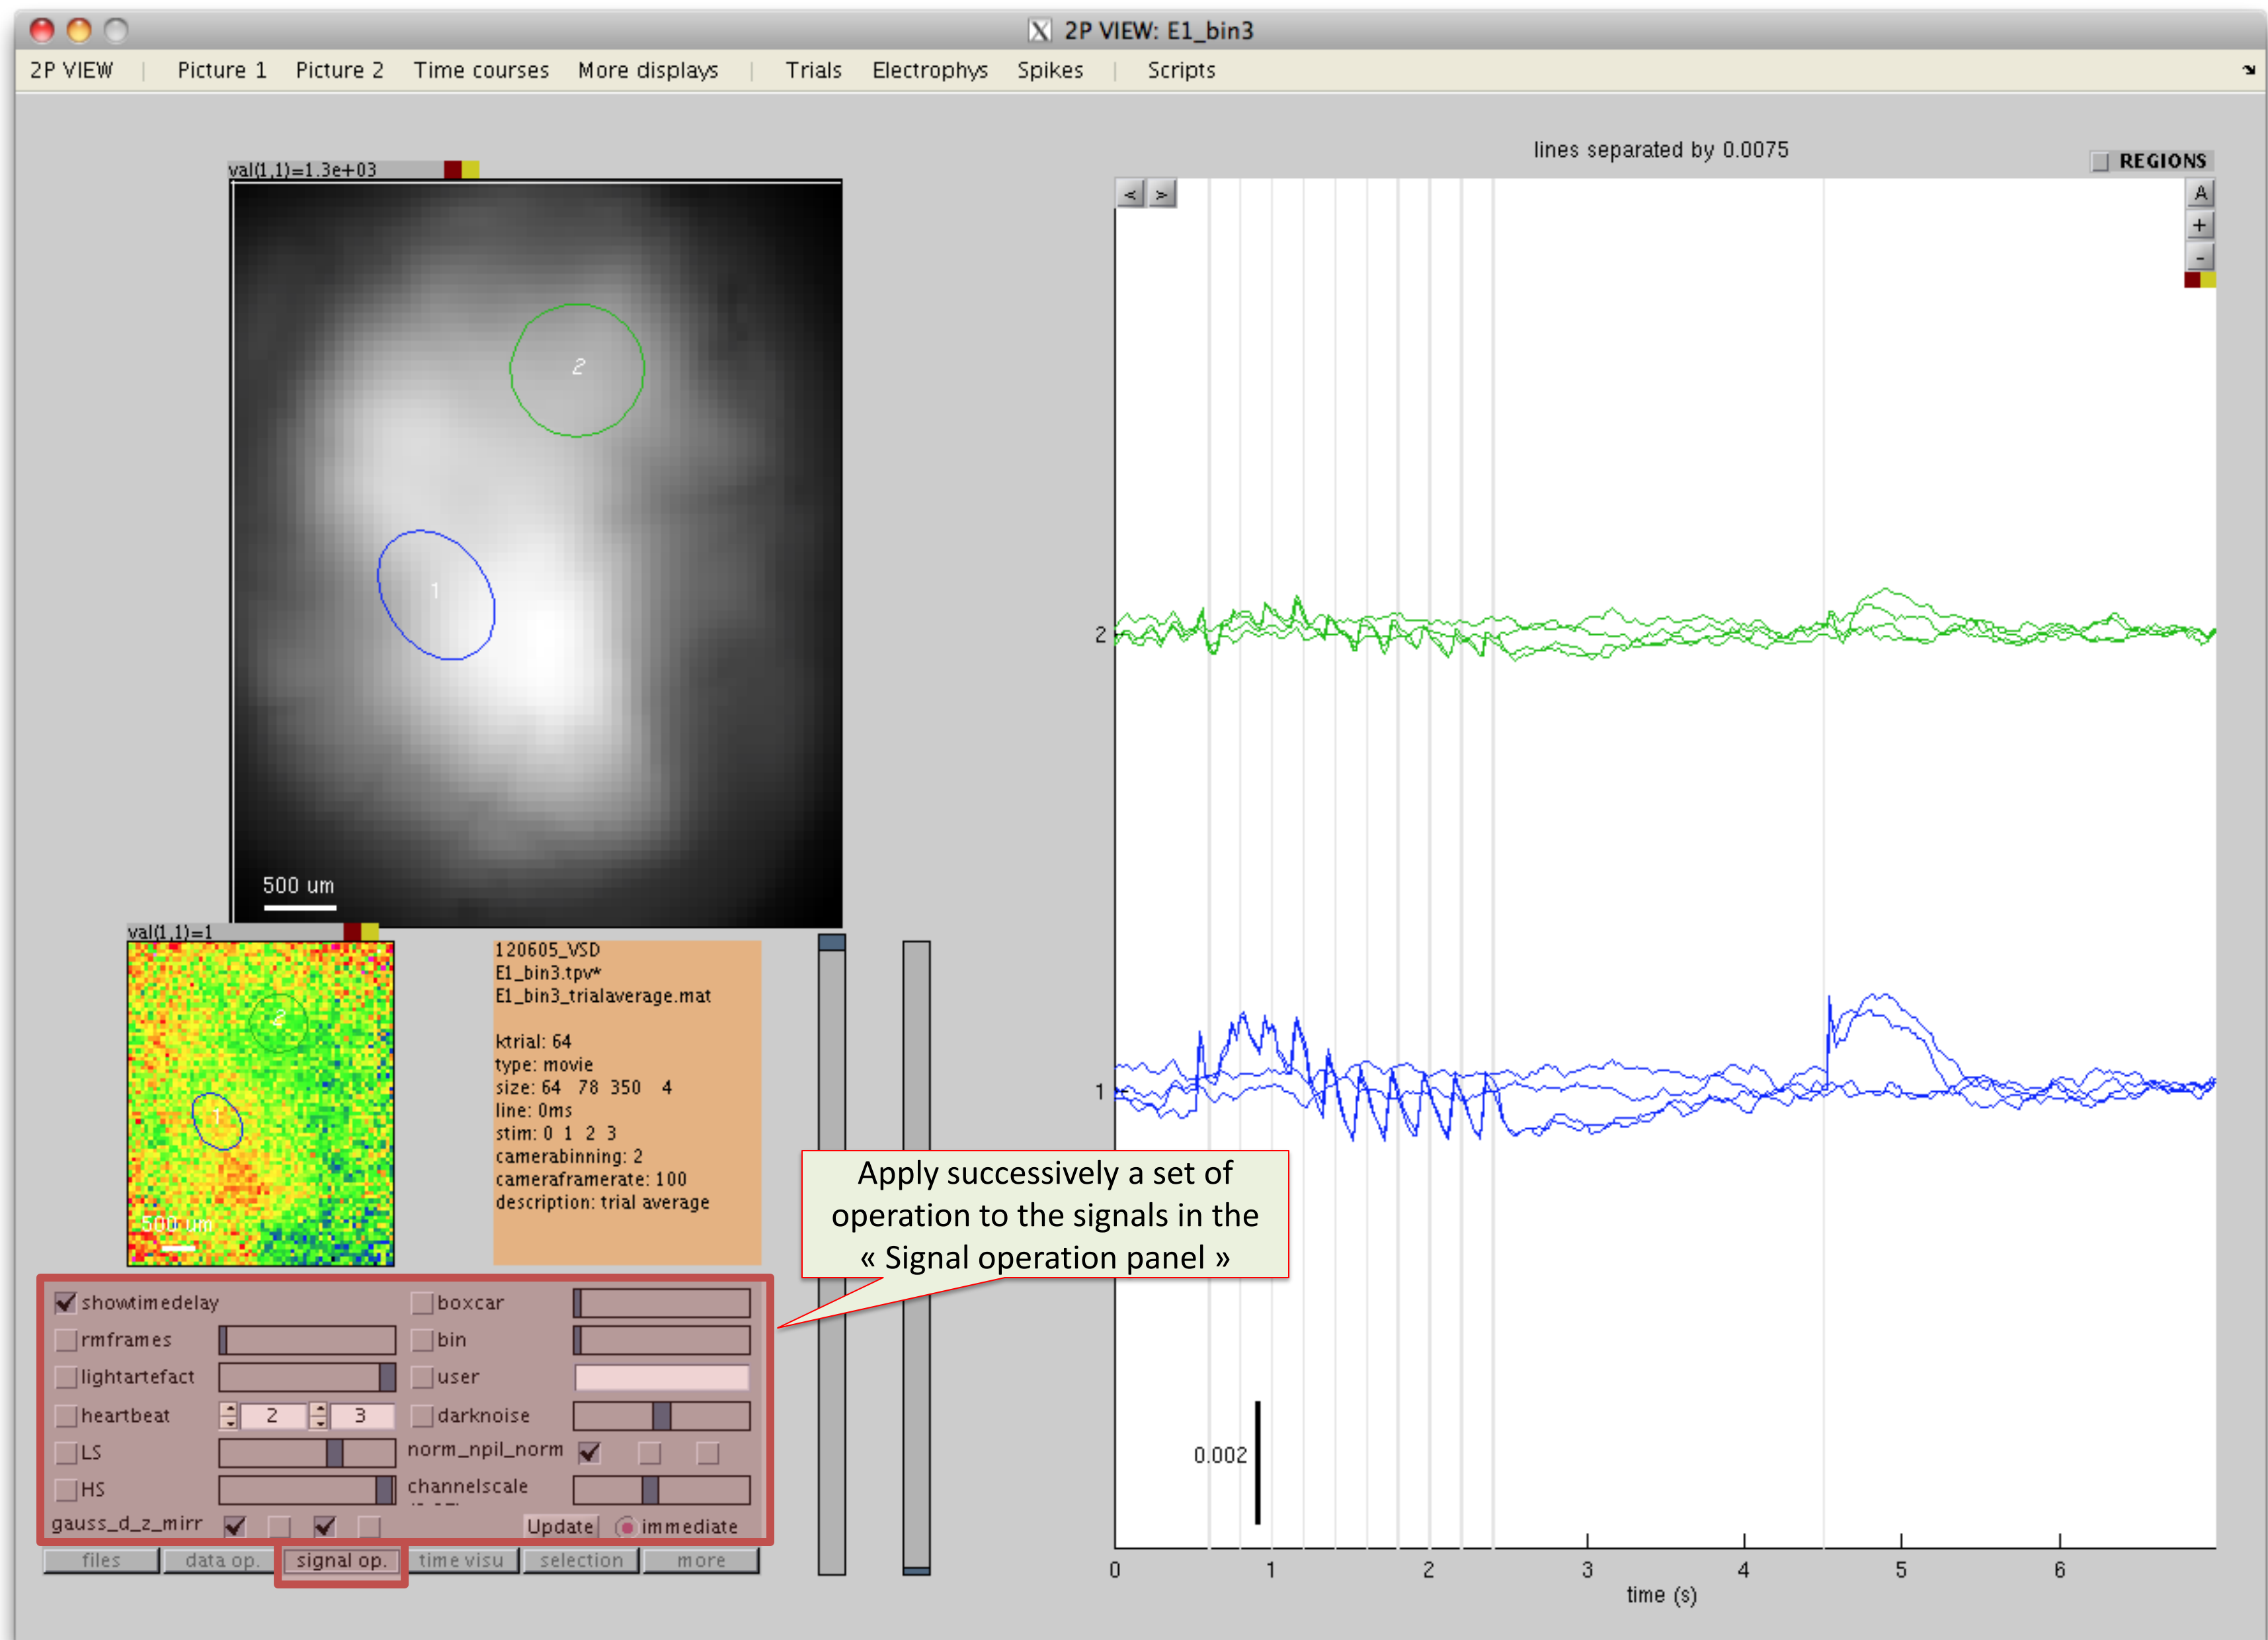 2P VIEW: E1_bin3
2P VIEW | Picture 1 Picture 2 Time courses More displays | Trials Electrophys Spikes | Scripts
lines separated by 0.0075
REGIONS
val(1,1)=1.3e+03
< >
A
+
-
2
1
500 um
2
1
val(1,1)=1
2
1
500 um
120605_VSD
E1_bin3.tpv*
E1_bin3_trialaverage.mat
ktrial: 64
type: movie
size: 64 78 350 4
line: 0ms
stim: 0 1 2 3
camerabinning: 2
cameraframerate: 100
description: trial average
Apply successively a set of
operation to the signals in the
« Signal operation panel »
showtimedelay boxcar
rmframes bin
lightartefact user
heartbeat 2 3 darknoise
LS norm_npil_norm
HS channelscale
gauss_d_z_mirr Update immediate
files data op. signal op. time visu selection more
0.002
0 1 2 3 4 5 6
time (s)